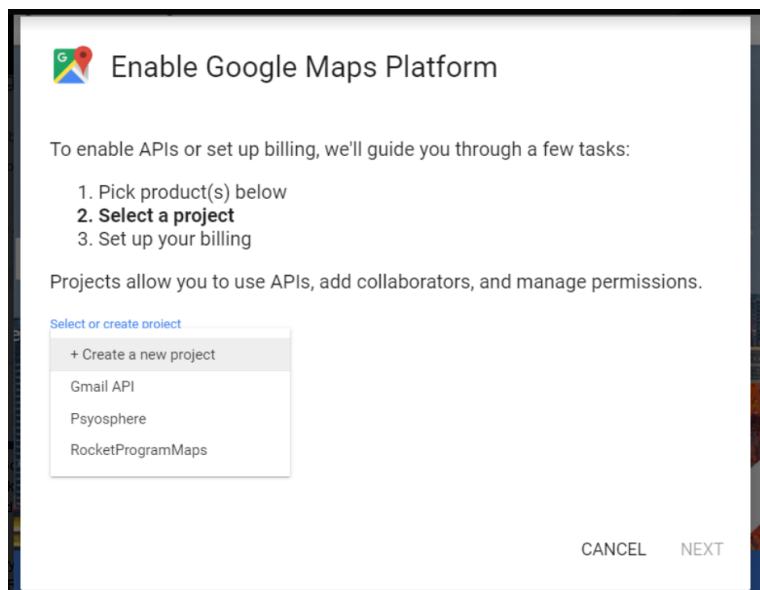 Enable Google Maps Platform
To enable APIs or set up billing, we'll guide you through a few tasks:
1. Pick product(s) below
2. Select a project
3. Set up your billing
Projects allow you to use APIs, add collaborators, and manage permissions.
Select or create project
+ Create a new project
Gmail API
Psyosphere
RocketProgramMaps
CANCEL NEXT